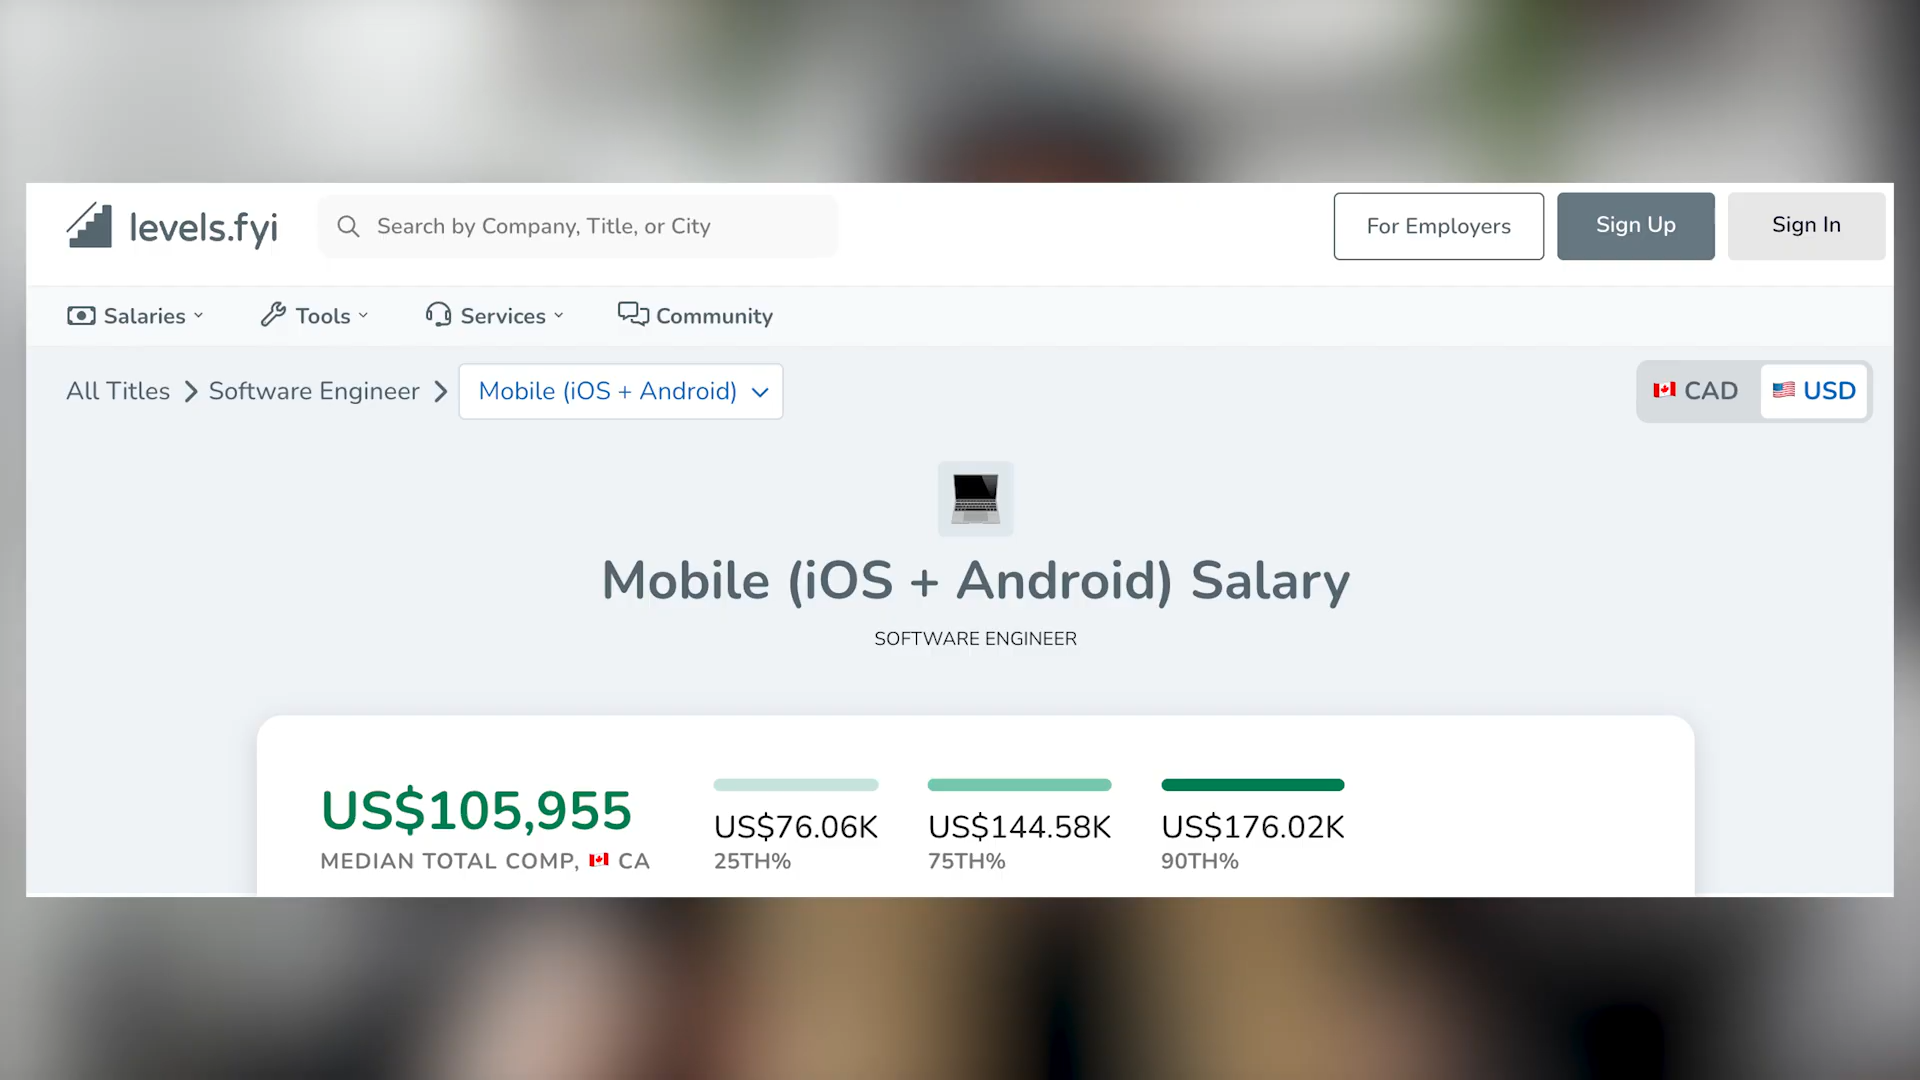 levels.fyi
Search by Company, Title, or City
For Employers
Sign Up
Sign In
Salaries
Tools
Services
Community
All Titles
Software Engineer
Mobile (iOS + Android)
CAD
USD
Mobile (iOS + Android) Salary
SOFTWARE ENGINEER
US$105,955
MEDIAN TOTAL COMP, CA
US$76.06K
25TH%
US$144.58K
75TH%
US$176.02K
90TH%